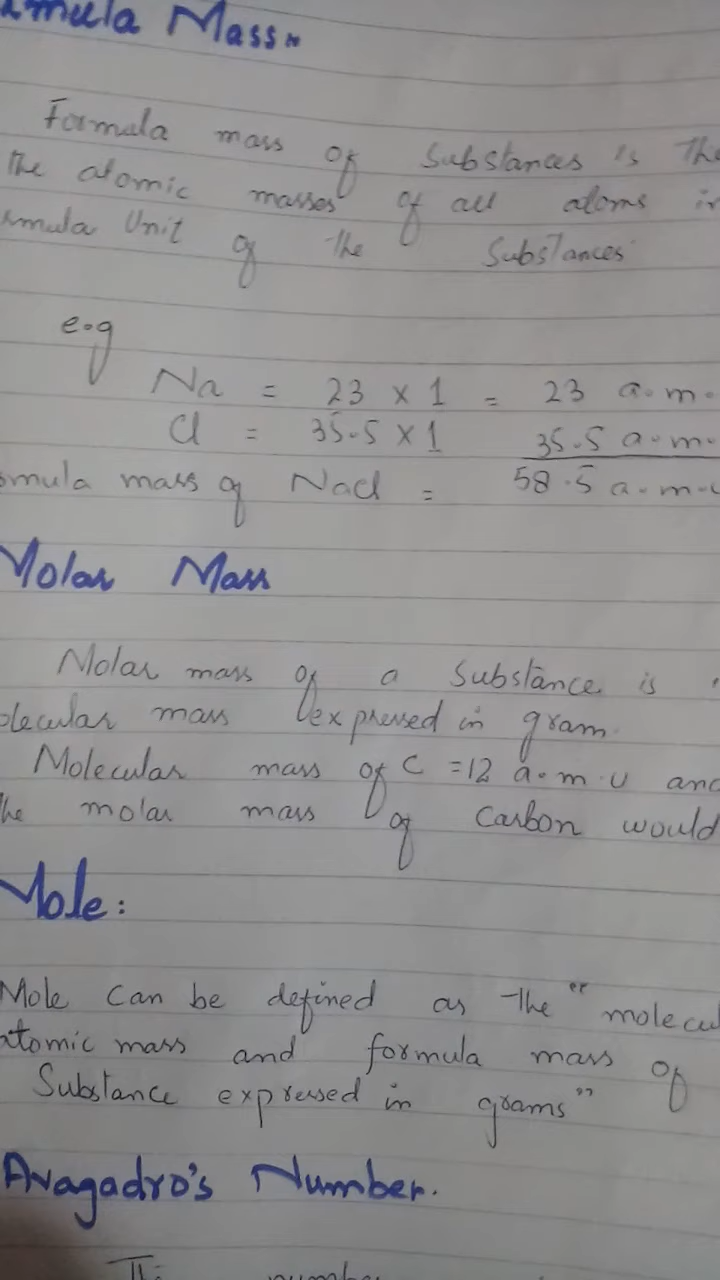 mula Mass:-
Formula mass of Substances is The
the atomic masses of all atoms in
mula Unit of the Substances
e.g
Na = 23 x 1 = 23 a.m.
Cl = 35.5 x 1 35.5 a.m.
mula mass of Nacl = 58.5 a.m.u
Molar Mass
Molar mass of a Substance is
olecular mass expressed in gram.
Molecular mass of C = 12 a.m.u and
The molar mass of Carbon would
Mole:
Mole can be defined as The "molecul
atomic mass and formula mass of
Substance expressed in grams"
Avagadro's Number.
number